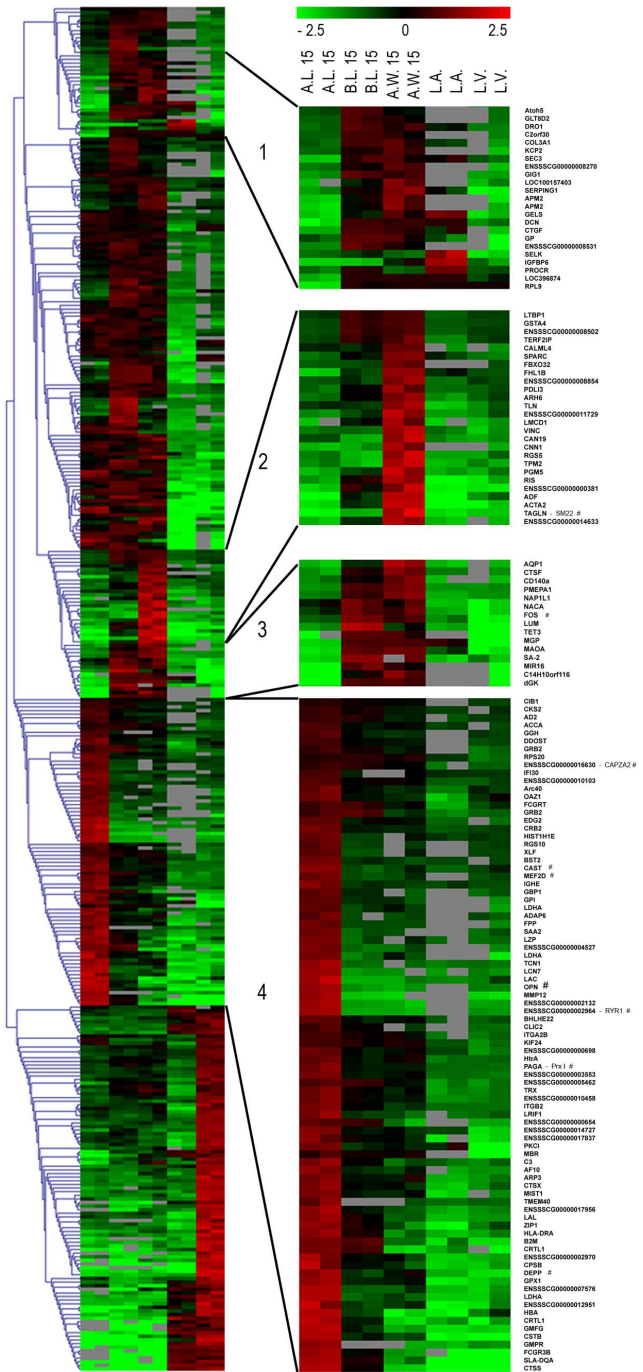 - 2.5 0 2.5
A.L. 15 A.L. 15 B.L. 15 B.L. 15 A.W. 15 A.W. 15 L.A. L.A. L.V. L.V.
1
Atoh5
GLT8D2
DRO1
C2orf30
COL3A1
KCP2
SEC3
ENSSSCG00000008270
GIG1
LOC100157403
SERPING1
APM2
APM2
GELS
DCN
CTGF
GP
ENSSSCG00000008531
SELK
IGFBP6
PROCR
LOC396874
RPL9
2
LTBP1
GSTA4
ENSSSCG00000008502
TERF2IP
CALML4
SPARC
FBXO32
FHL1B
ENSSSCG00000008854
PDLI3
ARH6
TLN
ENSSSCG00000011729
LMCD1
VINC
CAN19
CNN1
RGS5
TPM2
PGM5
RIS
ENSSSCG00000000381
ADF
ACTA2
TAGLN - SM22 #
ENSSSCG00000014633
3
AQP1
CTSF
CD140a
PMEPA1
NAP1L1
NACA
FOS #
LUM
TET3
MGP
MAOA
SA-2
MIR16
C14H10orf116
dGK
4
CIB1
CKS2
AD2
ACCA
GGH
DDOST
GRB2
RPS20
ENSSSCG00000016630 - CAPZA2 #
IFI30
ENSSSCG00000010103
Arc40
OAZ1
FCGRT
GRB2
EDG2
CRB2
HIST1H1E
RGS10
XLF
BST2
CAST #
MEF2D #
IGHE
GBP1
GPI
LDHA
ADAP6
FPP
SAA2
LZP
ENSSSCG00000004527
LDHA
TCN1
LCN7
LAC
OPN #
MMP12
ENSSSCG00000002132
ENSSSCG00000002964 - RYR1 #
BHLHE22
CLIC2
ITGA2B
KIF24
ENSSSCG00000000698
HtrA
PAGA - Prx I #
ENSSSCG00000003553
ENSSSCG00000005462
TRX
ENSSSCG00000010458
ITGB2
LRIF1
ENSSSCG00000000654
ENSSSCG00000014727
ENSSSCG00000017837
PKCI
MBR
C3
AF10
ARP3
CTSX
MIST1
TMEM40
ENSSSCG00000017956
LAL
ZIP1
HLA-DRA
B2M
CRTL1
ENSSSCG00000002970
CPSB
DEPP #
GPX1
ENSSSCG00000007576
LDHA
ENSSSCG00000012951
HBA
CRTL1
GMFG
CSTB
GMPR
FCGR3B
SLA-DQA
CTSS